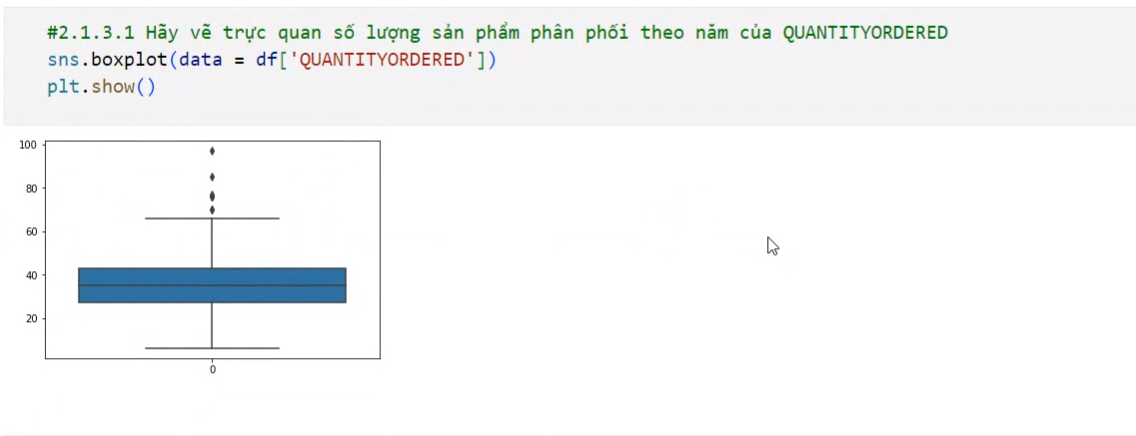 #2.1.3.1 Hãy vẽ trực quan số lượng sản phẩm phân phối theo năm của QUANTITYORDERED
sns.boxplot(data = df['QUANTITYORDERED'])
plt.show()
100
80
60
40
20
0